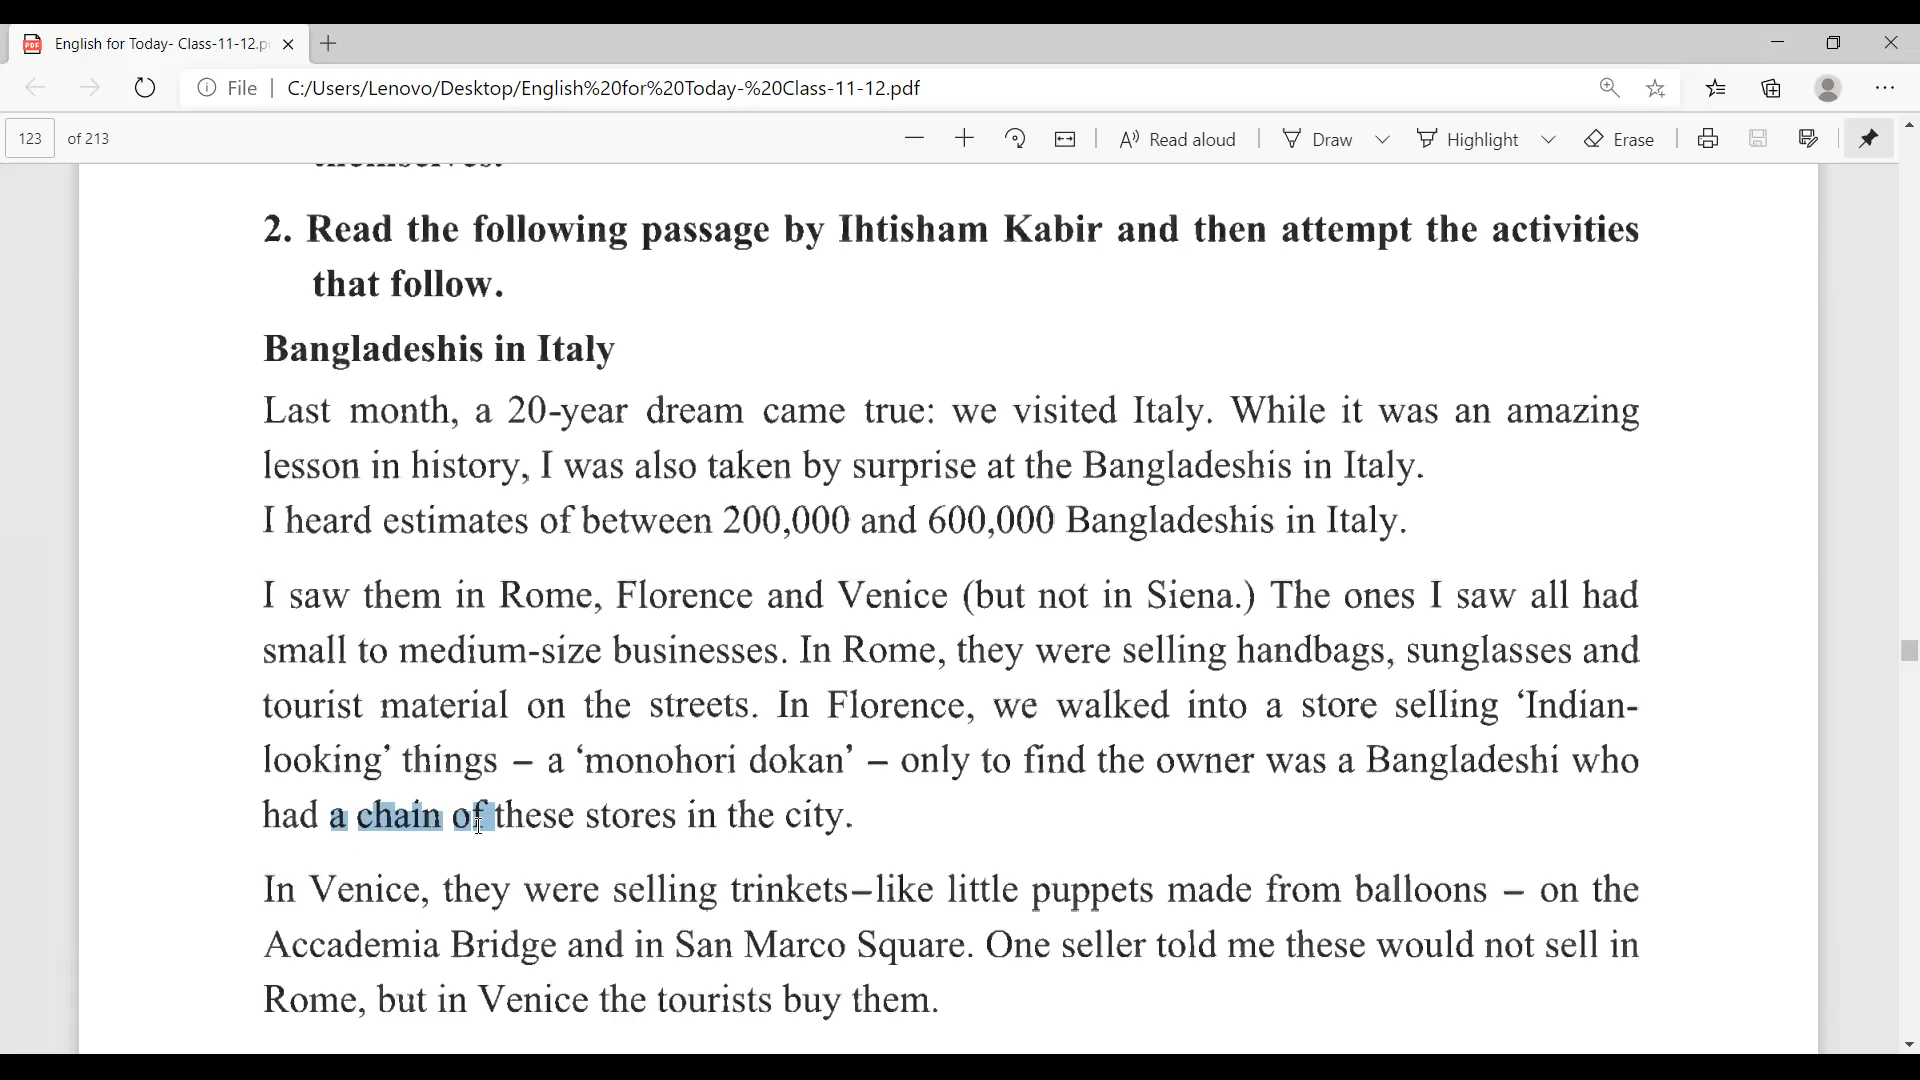 English for Today- Class-11-12.p
File | C:/Users/Lenovo/Desktop/English%20for%20Today-%20Class-11-12.pdf
123 of 213
Read aloud
Draw
Highlight
Erase
themselves.
2. Read the following passage by Ihtisham Kabir and then attempt the activities
that follow.
Bangladeshis in Italy
Last month, a 20-year dream came true: we visited Italy. While it was an amazing
lesson in history, I was also taken by surprise at the Bangladeshis in Italy.
I heard estimates of between 200,000 and 600,000 Bangladeshis in Italy.
I saw them in Rome, Florence and Venice (but not in Siena.) The ones I saw all had
small to medium-size businesses. In Rome, they were selling handbags, sunglasses and
tourist material on the streets. In Florence, we walked into a store selling ‘Indian-
looking’ things – a ‘monohori dokan’ – only to find the owner was a Bangladeshi who
had a chain of these stores in the city.
In Venice, they were selling trinkets–like little puppets made from balloons – on the
Accademia Bridge and in San Marco Square. One seller told me these would not sell in
Rome, but in Venice the tourists buy them.